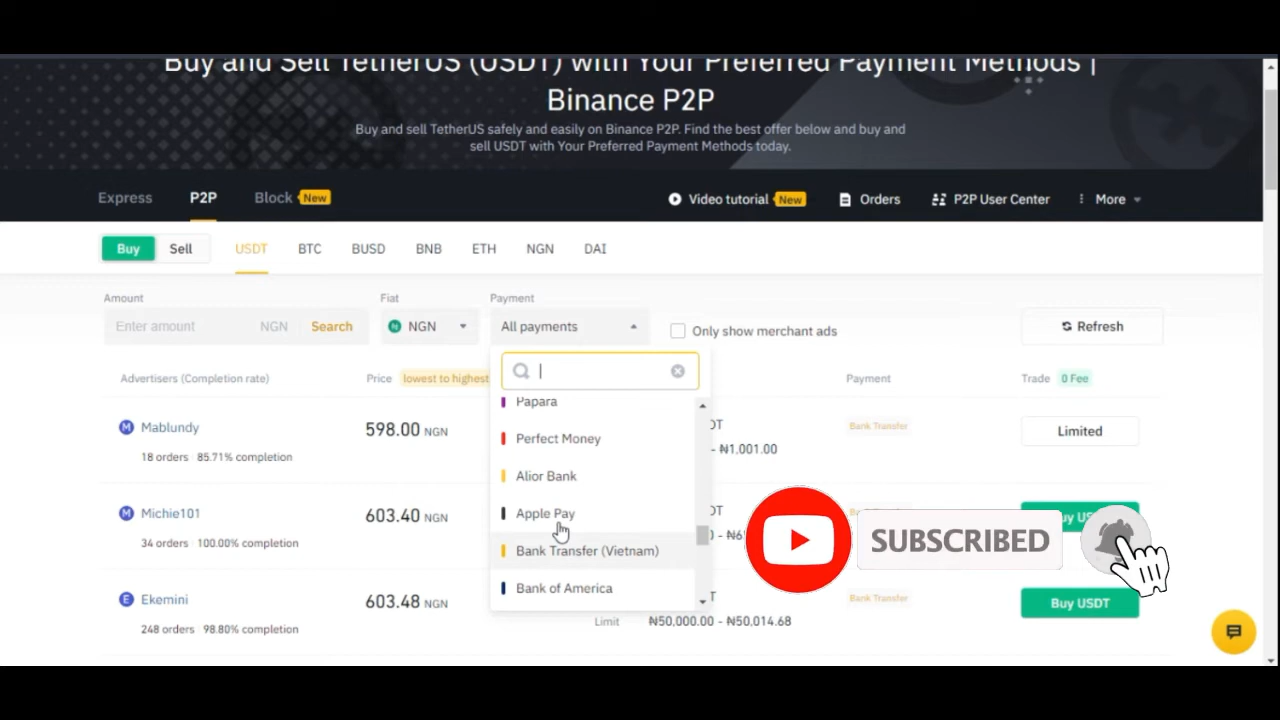 Buy and Sell TetherUS (USDT) with Your Preferred Payment Methods |
Binance P2P
Buy and sell TetherUS safely and easily on Binance P2P. Find the best offer below and buy and
sell USDT with Your Preferred Payment Methods today.
Express P2P Block New Video tutorial New Orders P2P User Center More
Buy Sell USDT BTC BUSD BNB ETH NGN DAI
Amount Fiat Payment
Enter amount NGN Search NGN All payments Only show merchant ads Refresh
Advertisers (Completion rate) Price lowest to highest Payment Trade 0 Fee
Papara
Perfect Money
Alior Bank
Apple Pay
Bank Transfer (Vietnam)
Bank of America
M Mablundy 598.00 NGN Bank Transfer Limited
18 orders 85.71% completion - ₦1,001.00
M Michie101 603.40 NGN
34 orders 100.00% completion
SUBSCRIBED
E Ekemini 603.48 NGN Bank Transfer Buy USDT
248 orders 98.80% completion Limit ₦50,000.00 - ₦50,014.68